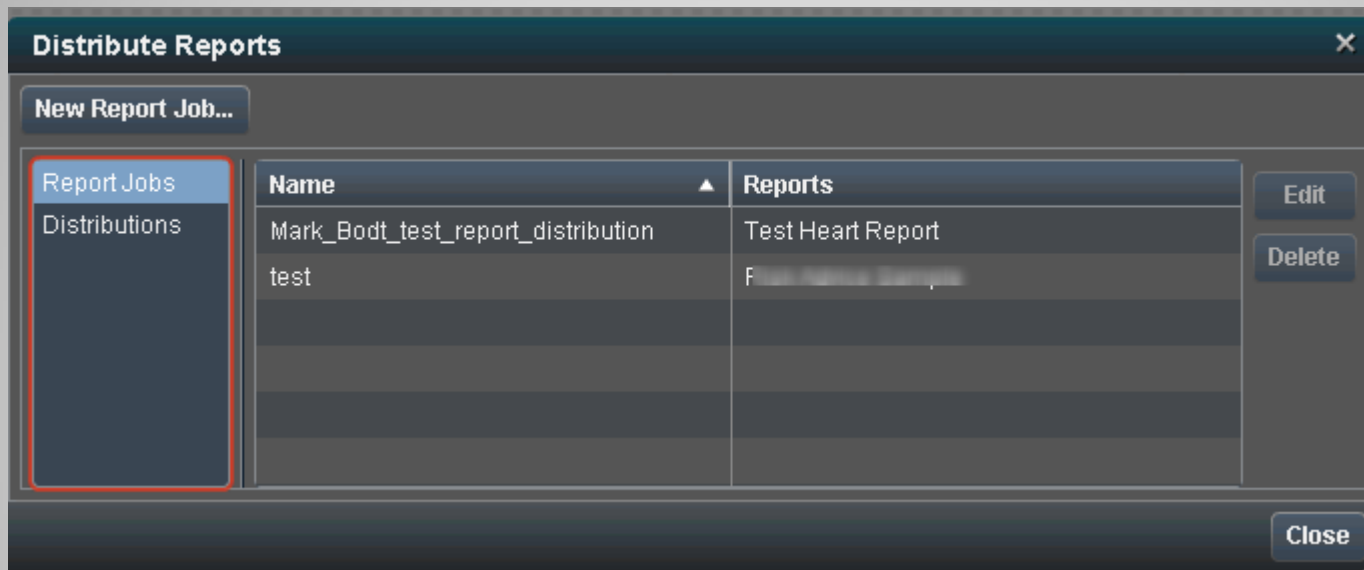 Distribute Reports
New Report Job...
Report Jobs
Distributions
Name Reports
Mark_Bodt_test_report_distribution Test Heart Report
test
Edit
Delete
Close